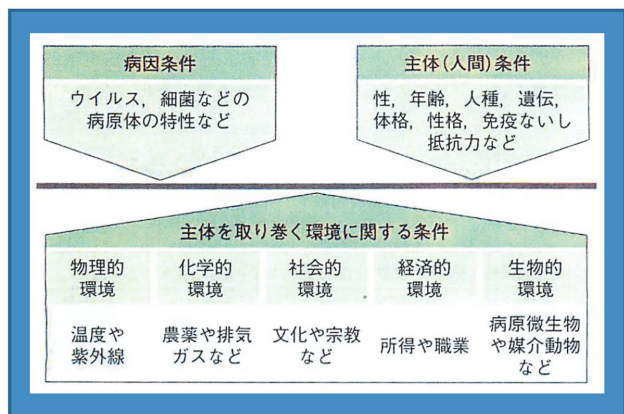 病因条件
ウイルス，細菌などの
病原体の特性など
主体(人間)条件
性，年齢，人種，遺伝，
体格，性格，免疫ないし
抵抗力など
主体を取り巻く環境に関する条件
物理的
環境
温度や
紫外線
化学的
環境
農薬や排気
ガスなど
社会的
環境
文化や宗教
など
経済的
環境
所得や職業
生物的
環境
病原微生物
や媒介動物
など